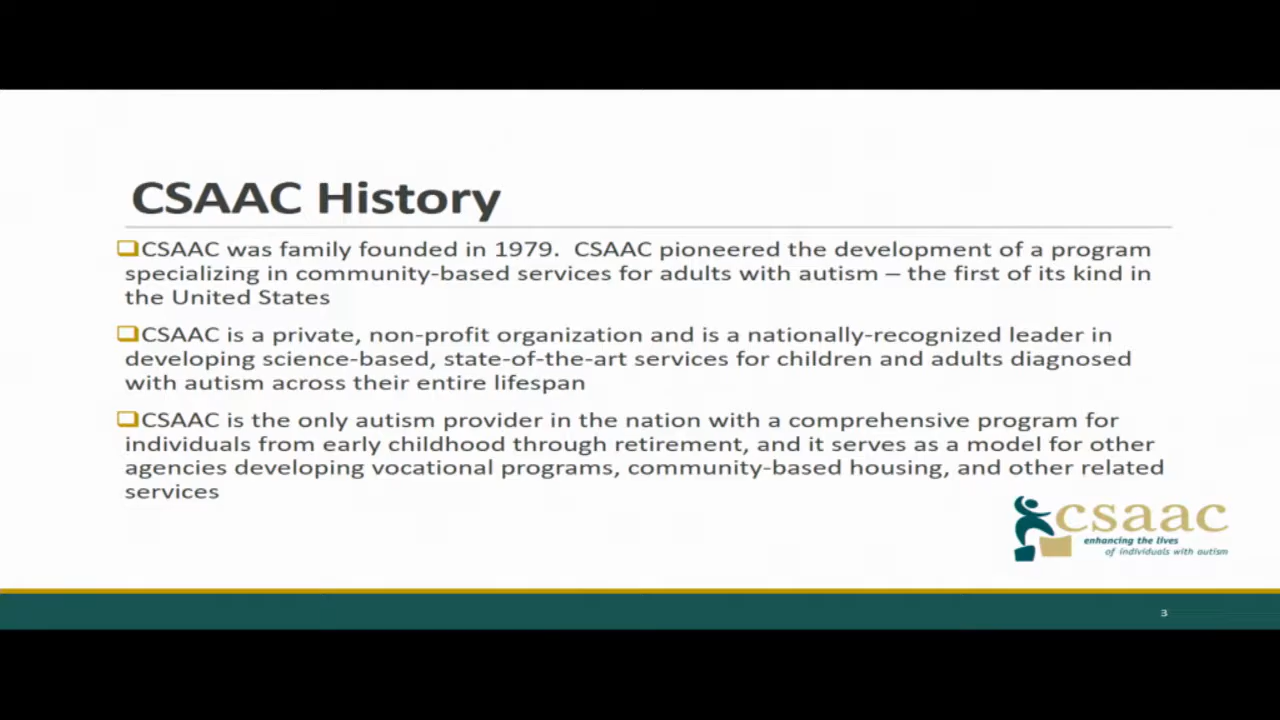 CSAAC History
CSAAC was family founded in 1979.  CSAAC pioneered the development of a program
specializing in community-based services for adults with autism – the first of its kind in
the United States
CSAAC is a private, non-profit organization and is a nationally-recognized leader in
developing science-based, state-of-the-art services for children and adults diagnosed
with autism across their entire lifespan
CSAAC is the only autism provider in the nation with a comprehensive program for
individuals from early childhood through retirement, and it serves as a model for other
agencies developing vocational programs, community-based housing, and other related
services
csaac
enhancing the lives
of individuals with autism
3